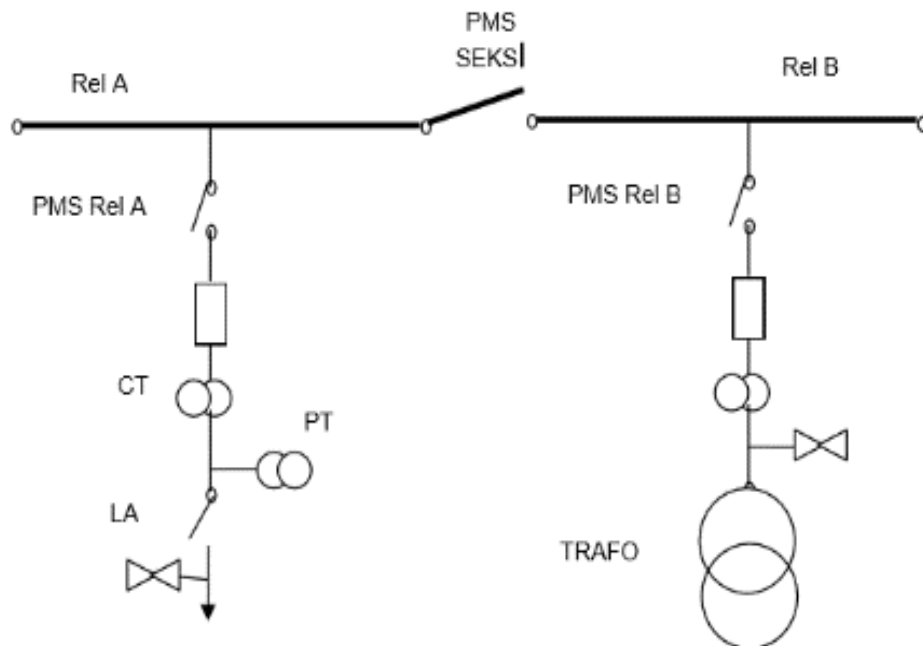 PMS
SEKSI
Rel A
Rel B
PMS Rel A
PMS Rel B
CT
PT
LA
TRAFO